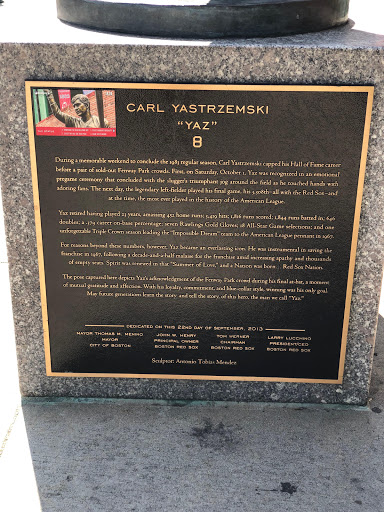 CARL YASTRZEMSKI
"YAZ"
8
During a memorable weekend to conclude the 1983 regular season, Carl Yastrzemski capped his Hall of Fame career
before a pair of sold-out Fenway Park crowds. First, on Saturday, October 1, Yaz was recognized in an emotional
pregame ceremony that concluded with the slugger's triumphant jog around the field as he touched hands with
adoring fans. The next day, the legendary left-fielder played his final game, his 3,308th–all with the Red Sox–and
at the time, the most ever played in the history of the American League.
Yaz retired having played 23 years, amassing 452 home runs; 3,419 hits; 1,816 runs scored; 1,844 runs batted in; 646
doubles; a .379 career on-base percentage; seven Rawlings Gold Gloves; 18 All-Star Game selections; and one
unforgettable Triple Crown season leading the "Impossible Dream" team to the American League pennant in 1967.
For reasons beyond these numbers, however, Yaz became an everlasting icon. He was instrumental in saving the
franchise in 1967, following a decade-and-a-half malaise for the franchise amid increasing apathy and thousands
of empty seats. Spirit was renewed in that "Summer of Love," and a Nation was born... Red Sox Nation.
The pose captured here depicts Yaz's acknowledgment of the Fenway Park crowd during his final at-bat, a moment
of mutual gratitude and affection. With his loyalty, commitment, and blue-collar style, winning was his only goal.
May future generations learn the story and tell the story, of this hero, the man we call "Yaz."
DEDICATED ON THIS 22ND DAY OF SEPTEMBER, 2013
MAYOR THOMAS M. MENINO JOHN W. HENRY TOM WERNER LARRY LUCCHINO
MAYOR PRINCIPAL OWNER CHAIRMAN PRESIDENT/CEO
CITY OF BOSTON BOSTON RED SOX BOSTON RED SOX BOSTON RED SOX
Sculptor: Antonio Tobias Mendez